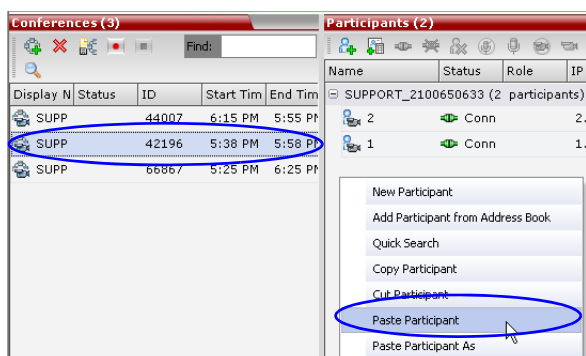 Conferences (3)
Find:
Display N Status ID Start Tim End Tim
SUPP 44007 6:15 PM 5:55 PM
SUPP 42196 5:38 PM 5:58 PM
SUPP 66867 5:25 PM 6:25 PM
Participants (2)
Name Status Role IP
SUPPORT_2100650633 (2 participants)
2 Conn 2.
1 Conn 1.
New Participant
Add Participant from Address Book
Quick Search
Copy Participant
Cut Participant
Paste Participant
Paste Participant As